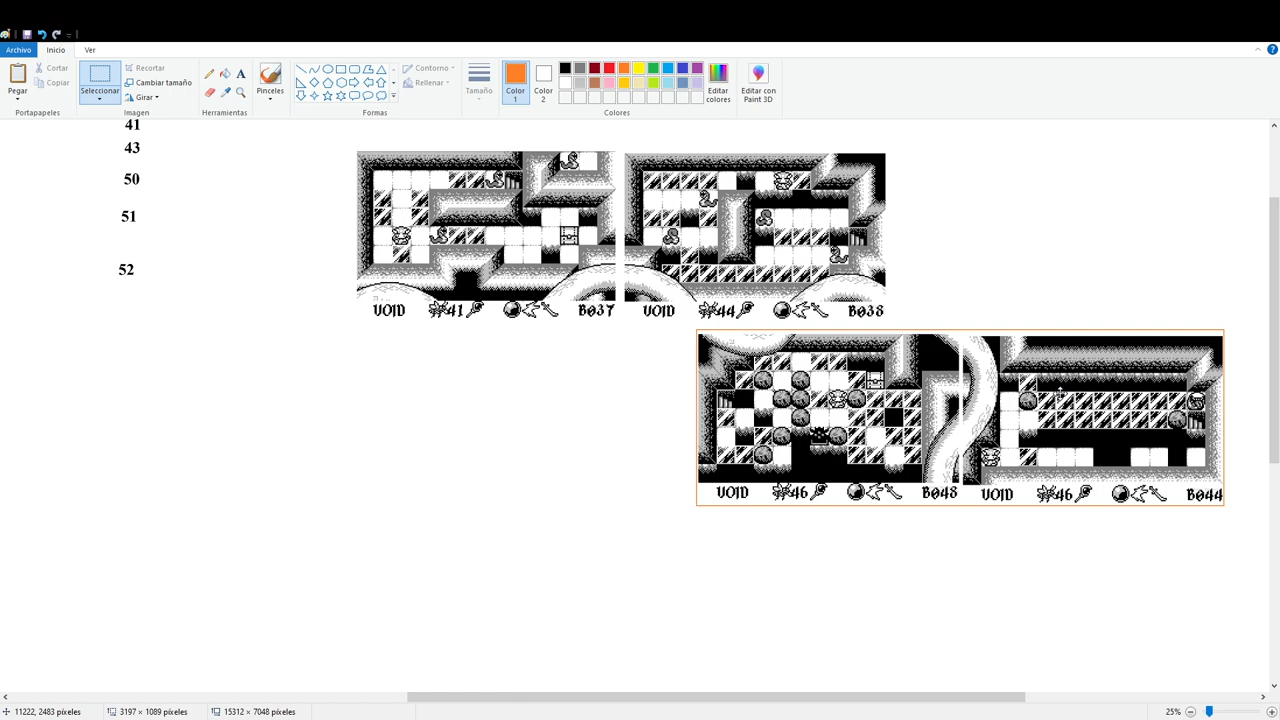 Archivo Inicio Ver
Pegar
Cortar
Copiar
Portapapeles
Seleccionar
Recortar
Cambiar tamaño
Girar
Imagen
A
Herramientas
Pinceles
Contorno
Rellenar
Formas
Tamaño
Color 1
Color 2
Editar colores
Colores
Editar con Paint 3D
41
43
50
51
52
VOID 41 B037
VOID 44 B038
VOID 46 B048
VOID 46 B044
11222, 2483 píxeles 3197 × 1089 píxeles 15312 × 7048 píxeles 25%